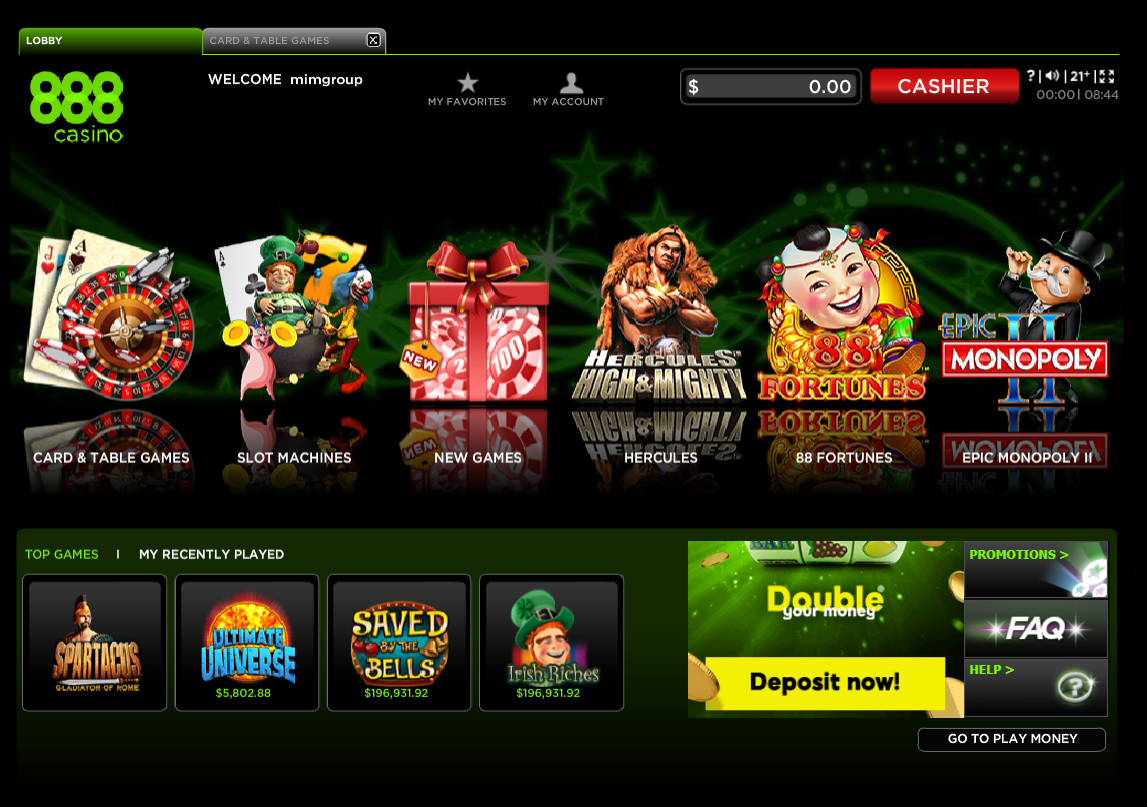 LOBBY
CARD & TABLE GAMES
888
casino
WELCOME mimgroup
MY FAVORITES
MY ACCOUNT
$ 0.00
CASHIER
? 21+
00:00 | 08:44
J A
A
NEW
100
HERCULES
HIGH & MIGHTY
88
FORTUNES
EPIC
II
MONOPOLY
CARD & TABLE GAMES
SLOT MACHINES
NEW GAMES
HERCULES
88 FORTUNES
EPIC MONOPOLY II
TOP GAMES | MY RECENTLY PLAYED
SPARTACUS
GLADIATOR OF ROME
ULTIMATE
UNIVERSE
$5,802.88
SAVED
BY THE
BELLS
$196,931.92
Irish Riches
$196,931.92
BAR
Double
your money
Deposit now!
PROMOTIONS >
FAQ
HELP >
?
GO TO PLAY MONEY